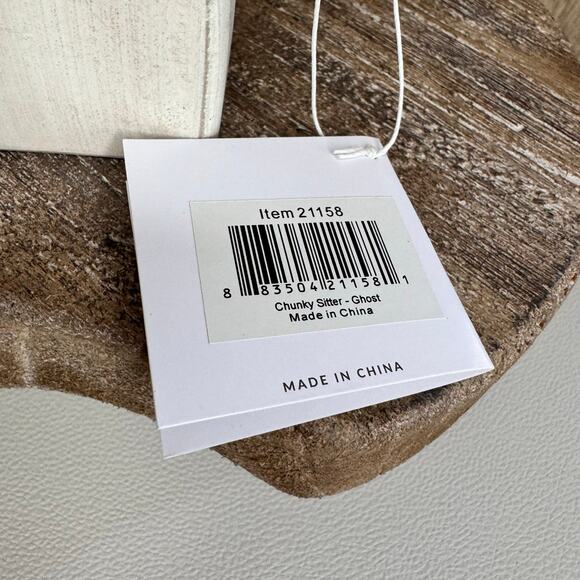 Item 21158
8 83504 21158 1
Chunky Sitter - Ghost
Made in China
MADE IN CHINA